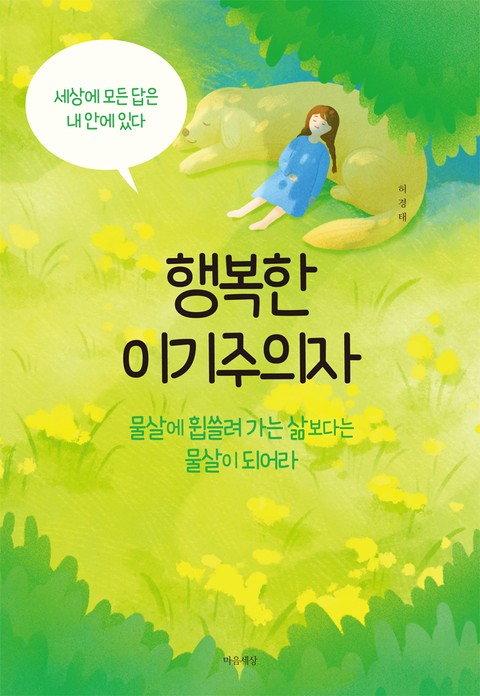 세상에 모든 답은
내 안에 있다
허경태
행복한
이기주의자
물살에 휩쓸려 가는 삶보다는
물살이 되어라
마음세상